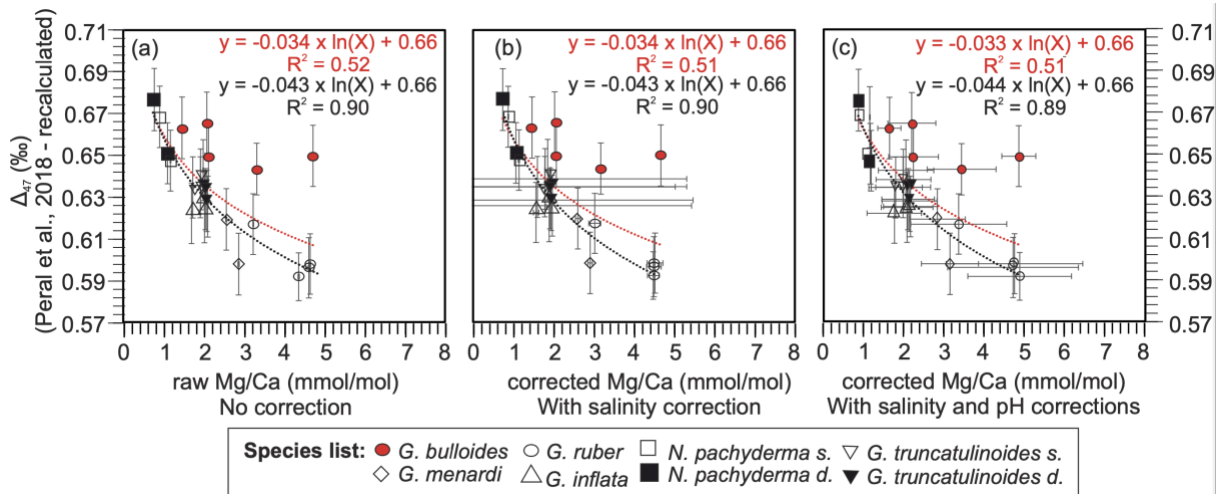 (a)
y = -0.034 x ln(X) + 0.66
R² = 0.52
y = -0.043 x ln(X) + 0.66
R² = 0.90
(b)
y = -0.034 x ln(X) + 0.66
R² = 0.51
y = -0.043 x ln(X) + 0.66
R² = 0.90
(c)
y = -0.033 x ln(X) + 0.66
R² = 0.51
y = -0.044 x ln(X) + 0.66
R² = 0.89
Δ47 (‰)
(Peral et al., 2018 - recalculated)
0.71
0.69
0.67
0.65
0.63
0.61
0.59
0.57
0.71
0.69
0.67
0.65
0.63
0.61
0.59
0.57
0 1 2 3 4 5 6 7 8
0 1 2 3 4 5 6 7 8
0 1 2 3 4 5 6 7 8
raw Mg/Ca (mmol/mol)
No correction
corrected Mg/Ca (mmol/mol)
With salinity correction
corrected Mg/Ca (mmol/mol)
With salinity and pH corrections
Species list: G. bulloides G. ruber N. pachyderma s. G. truncatulinoides s.
G. menardi G. inflata N. pachyderma d. G. truncatulinoides d.